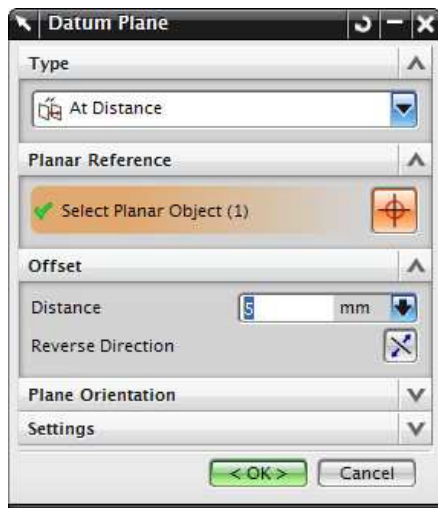 Datum Plane
Type
At Distance
Planar Reference
Select Planar Object (1)
Offset
Distance 5 mm
Reverse Direction
Plane Orientation
Settings
< OK > Cancel